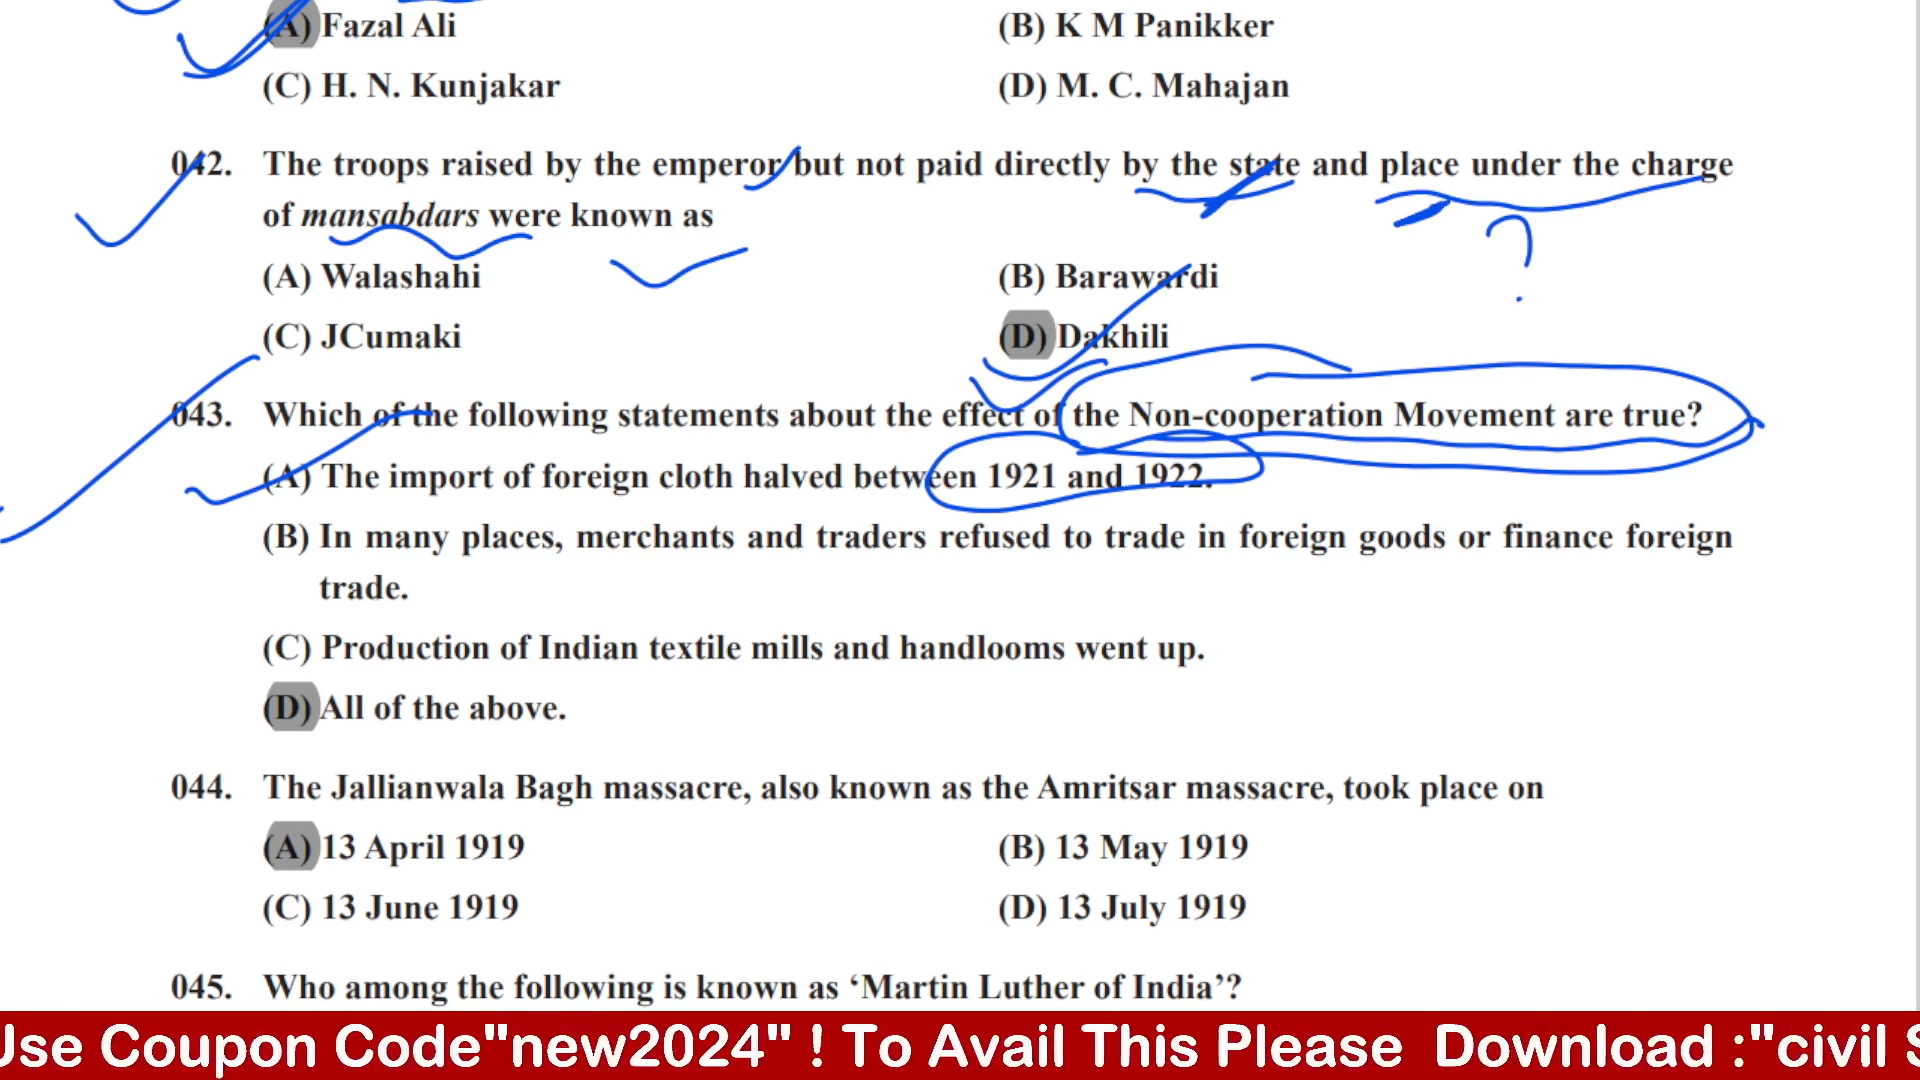 (A) Fazal Ali (B) K M Panikker
(C) H. N. Kunjakar (D) M. C. Mahajan
042. The troops raised by the emperor but not paid directly by the state and place under the charge
of mansabdars were known as
(A) Walashahi (B) Barawardi
(C) JCumaki (D) Dakhili
043. Which of the following statements about the effect of the Non-cooperation Movement are true?
(A) The import of foreign cloth halved between 1921 and 1922.
(B) In many places, merchants and traders refused to trade in foreign goods or finance foreign
trade.
(C) Production of Indian textile mills and handlooms went up.
(D) All of the above.
044. The Jallianwala Bagh massacre, also known as the Amritsar massacre, took place on
(A) 13 April 1919 (B) 13 May 1919
(C) 13 June 1919 (D) 13 July 1919
045. Who among the following is known as ‘Martin Luther of India’?
Use Coupon Code"new2024" ! To Avail This Please Download :"civil S